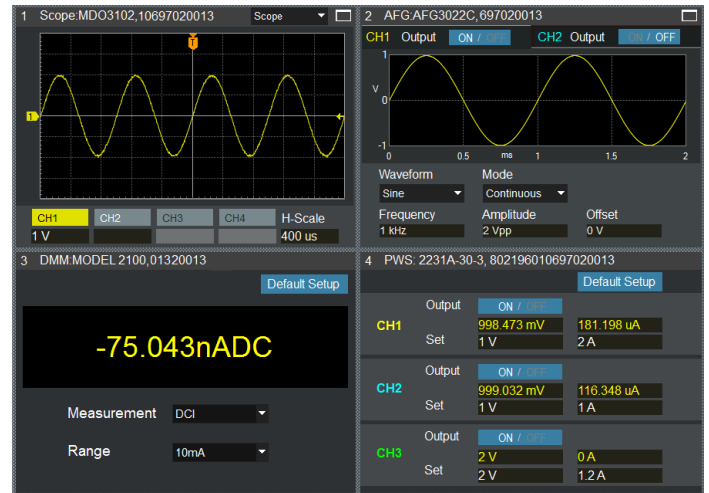 1 Scope:MDO3102,10697020013 Scope
T
1
CH1 CH2 CH3 CH4 H-Scale
1 V 400 us
2 AFG:AFG3022C,697020013
CH1 Output ON / OFF CH2 Output ON / OFF
1
V 0
-1
0 0.5 ms 1 1.5 2
Waveform Mode
Sine Continuous
Frequency Amplitude Offset
1 kHz 2 Vpp 0 V
3 DMM:MODEL 2100,01320013
Default Setup
-75.043nADC
Measurement DCI
Range 10mA
4 PWS: 2231A-30-3, 802196010697020013
Default Setup
Output ON / OFF
CH1 998.473 mV 181.198 uA
Set 1 V 2 A
Output ON / OFF
CH2 999.032 mV 116.348 uA
Set 1 V 1 A
Output ON / OFF
CH3 2 V 0 A
Set 2 V 1.2 A